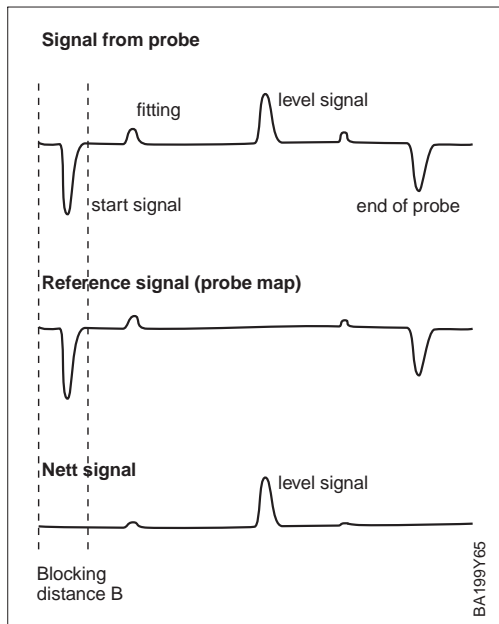 Signal from probe
fitting
level signal
start signal
end of probe
Reference signal (probe map)
Nett signal
level signal
Blocking
distance B
BA199Y65